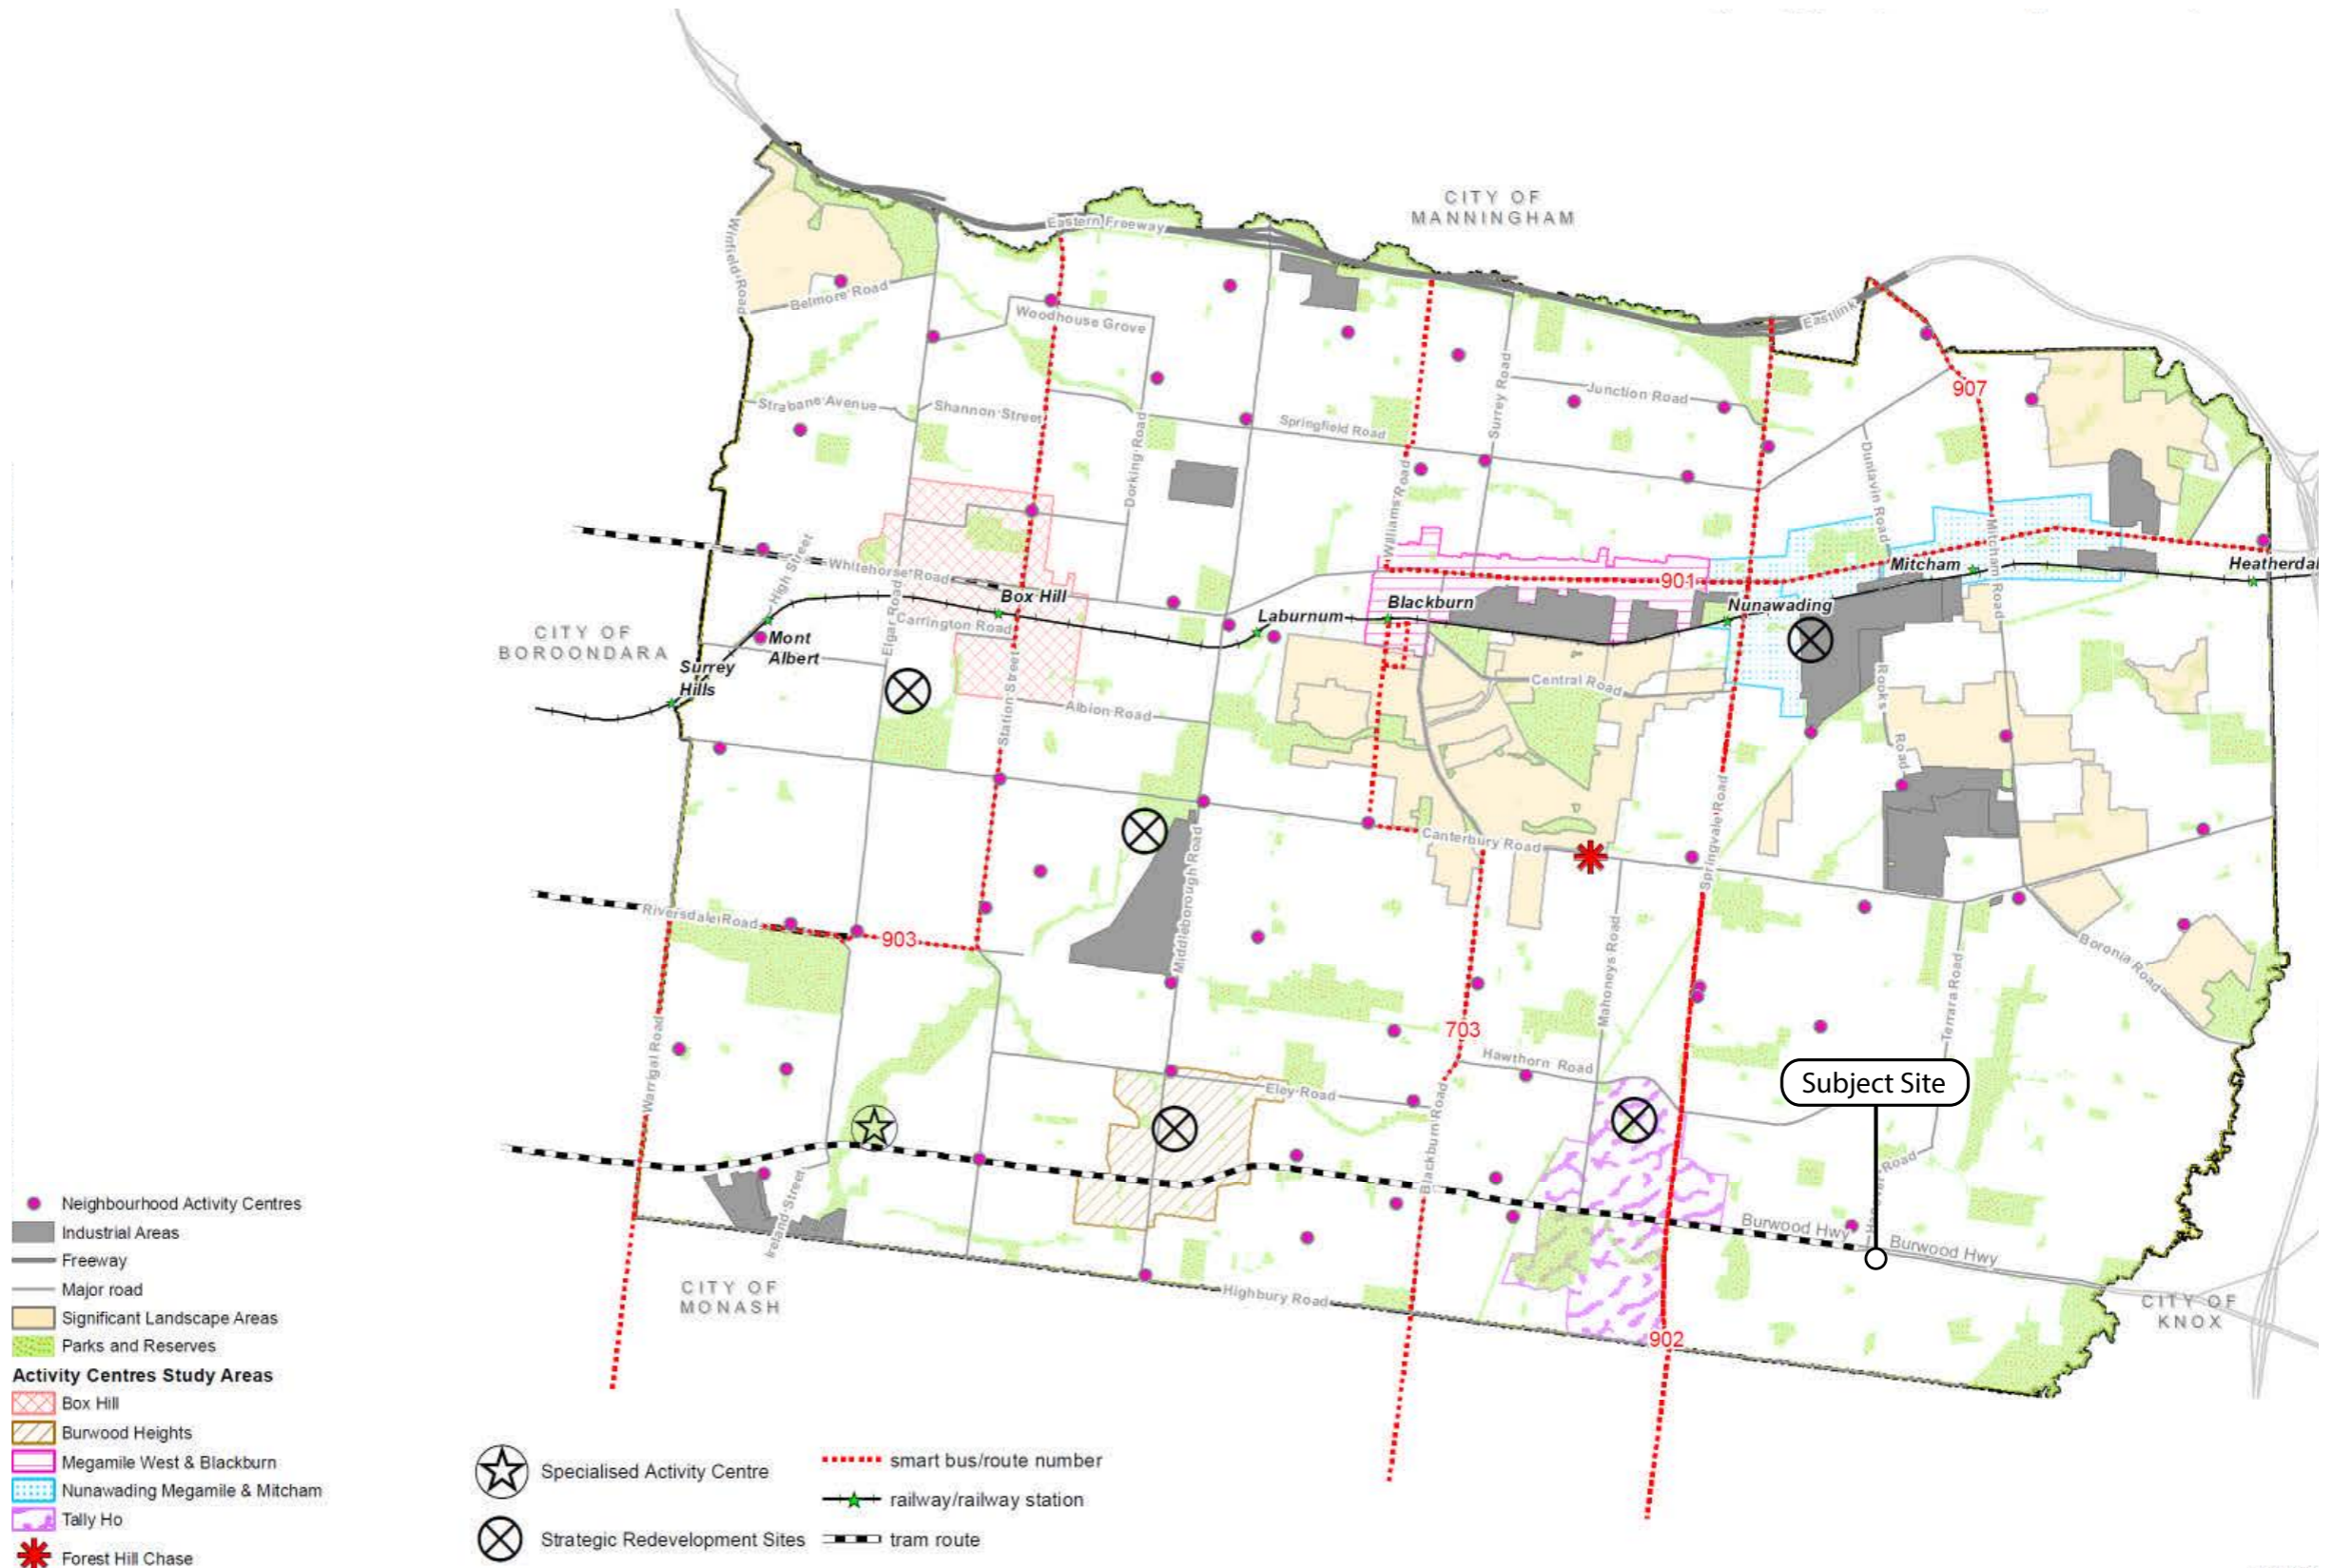 CITY OF
MANNINGHAM
Eastern Freeway
Winfield Road
Belmore Road
Woodhouse Grove
Eastlink
Surrey Road
Junction Road
907
Strabane Avenue
Shannon Street
Dorking Road
Springfield Road
Williams Road
Dunlavin Road
Mitcham Road
High Street
Whitehorse Road
Box Hill
Elgar Road
Carrington Road
Laburnum
Blackburn
901
Nunawading
Mitcham
Heatherdal
CITY OF
BOROONDARA
Mont
Albert
Surrey
Hills
Station Street
Albion Road
Central Road
Rooks
Road
Springvale Road
Middleborough Road
Canterbury Road
Riversdale Road
903
Mahoneys Road
Terrara Road
Boronia Road
Warrigal Road
703
Hawthorn Road
Eley Road
Blackburn Road
Subject Site
Road
Ireland Street
Burwood Hwy
Burwood Hwy
CITY OF
MONASH
Highbury Road
902
CITY OF
KNOX
Neighbourhood Activity Centres
Industrial Areas
Freeway
Major road
Significant Landscape Areas
Parks and Reserves
Activity Centres Study Areas
Box Hill
Burwood Heights
Megamile West & Blackburn
Nunawading Megamile & Mitcham
Tally Ho
Forest Hill Chase
Specialised Activity Centre
Strategic Redevelopment Sites
smart bus/route number
railway/railway station
tram route